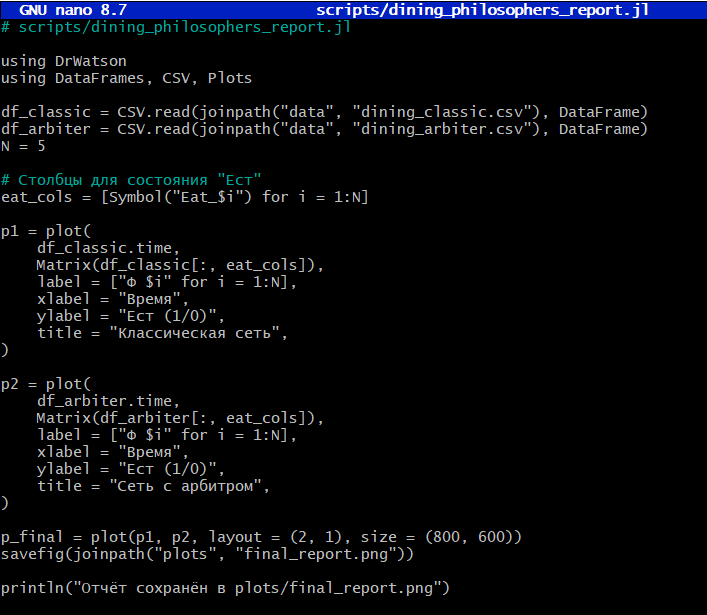 GNU nano 8.7 scripts/dining_philosophers_report.jl
# scripts/dining_philosophers_report.jl
using DrWatson
using DataFrames, CSV, Plots
df_classic = CSV.read(joinpath("data", "dining_classic.csv"), DataFrame)
df_arbiter = CSV.read(joinpath("data", "dining_arbiter.csv"), DataFrame)
N = 5
# Столбцы для состояния "Ест"
eat_cols = [Symbol("Eat_$i") for i = 1:N]
p1 = plot(
    df_classic.time,
    Matrix(df_classic[:, eat_cols]),
    label = ["Ф $i" for i = 1:N],
    xlabel = "Время",
    ylabel = "Ест (1/0)",
    title = "Классическая сеть",
)
p2 = plot(
    df_arbiter.time,
    Matrix(df_arbiter[:, eat_cols]),
    label = ["Ф $i" for i = 1:N],
    xlabel = "Время",
    ylabel = "Ест (1/0)",
    title = "Сеть с арбитром",
)
p_final = plot(p1, p2, layout = (2, 1), size = (800, 600))
savefig(joinpath("plots", "final_report.png"))
println("Отчёт сохранён в plots/final_report.png")